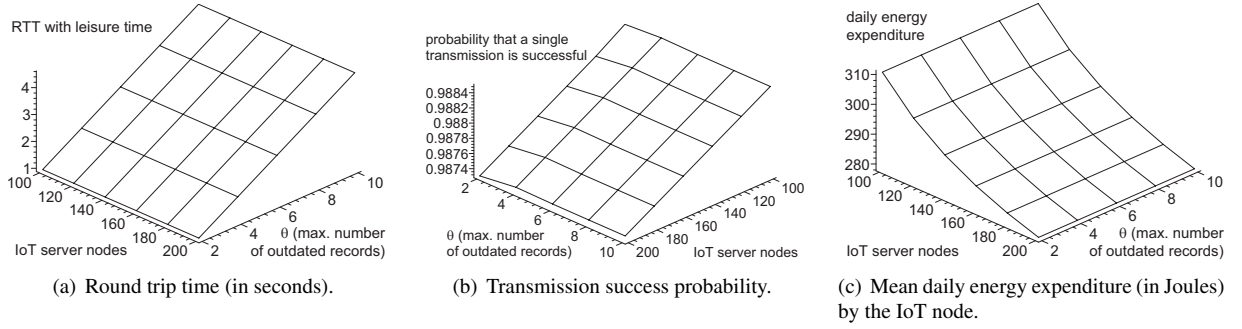 RTT with leisure time
4
3
2
1
100
120
140
160
180
200
IoT server nodes
2
4
6
8
10
θ (max. number
of outdated records)
(a) Round trip time (in seconds).
probability that a single
transmission is successful
0.9884
0.9882
0.988
0.9878
0.9876
0.9874
2
4
6
8
10
θ (max. number
of outdated records)
200
180
160
140
120
100
IoT server nodes
(b) Transmission success probability.
daily energy
expenditure
310
300
290
280
100
120
140
160
180
200
IoT server nodes
2
4
6
8
10
θ (max. number
of outdated records)
(c) Mean daily energy expenditure (in Joules)
by the IoT node.